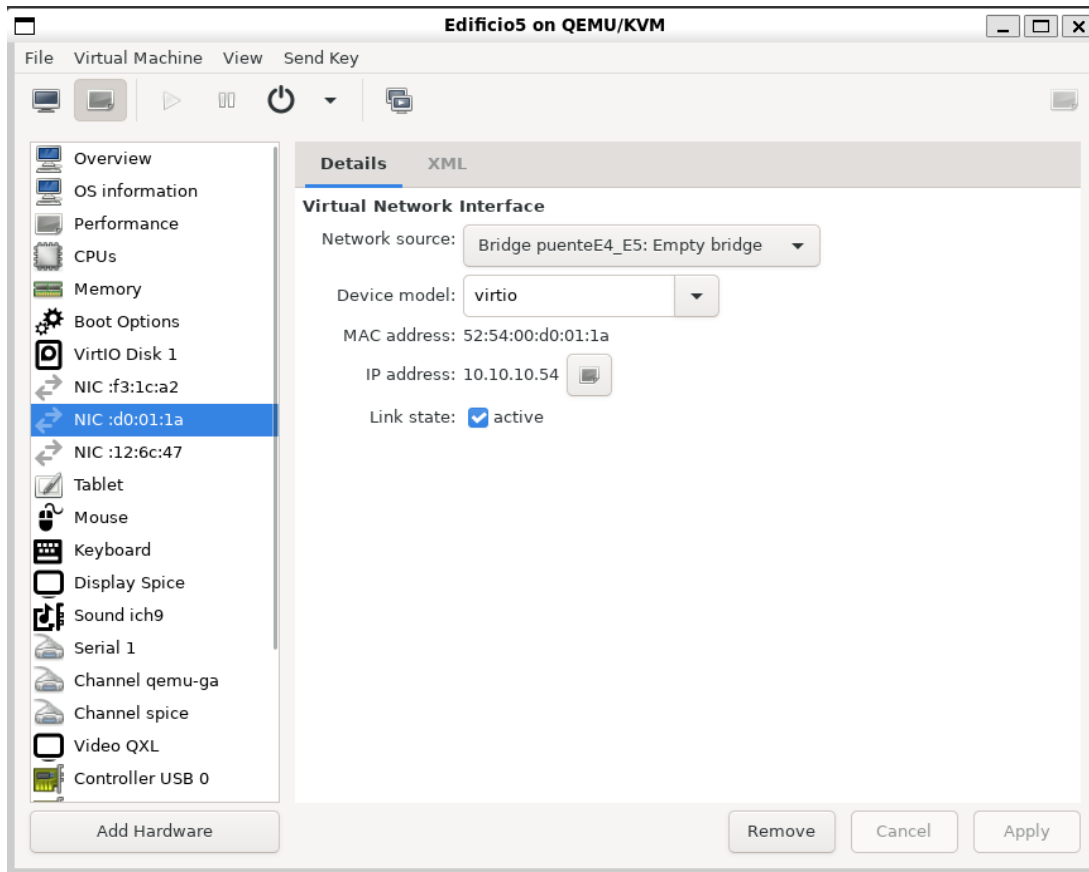 Edificio5 on QEMU/KVM
File Virtual Machine View Send Key
Overview
OS information
Performance
CPUs
Memory
Boot Options
VirtIO Disk 1
NIC :f3:1c:a2
NIC :d0:01:1a
NIC :12:6c:47
Tablet
Mouse
Keyboard
Display Spice
Sound ich9
Serial 1
Channel qemu-ga
Channel spice
Video QXL
Controller USB 0
Add Hardware
Details XML
Virtual Network Interface
Network source: Bridge puenteE4_E5: Empty bridge
Device model: virtio
MAC address: 52:54:00:d0:01:1a
IP address: 10.10.10.54
Link state: active
Remove Cancel Apply